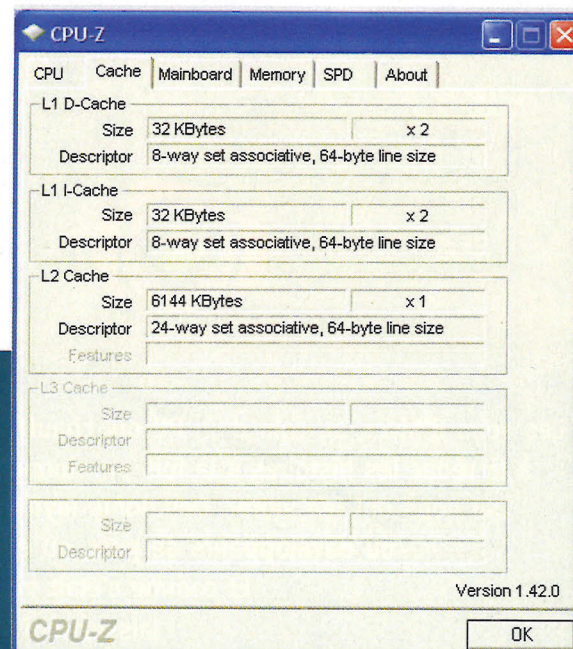 CPU-Z
CPU Cache Mainboard Memory SPD About
L1 D-Cache
Size 32 KBytes x 2
Descriptor 8-way set associative, 64-byte line size
L1 I-Cache
Size 32 KBytes x 2
Descriptor 8-way set associative, 64-byte line size
L2 Cache
Size 6144 KBytes x 1
Descriptor 24-way set associative, 64-byte line size
Features
L3 Cache
Size
Descriptor
Features
Size
Descriptor
Version 1.42.0
CPU-Z OK